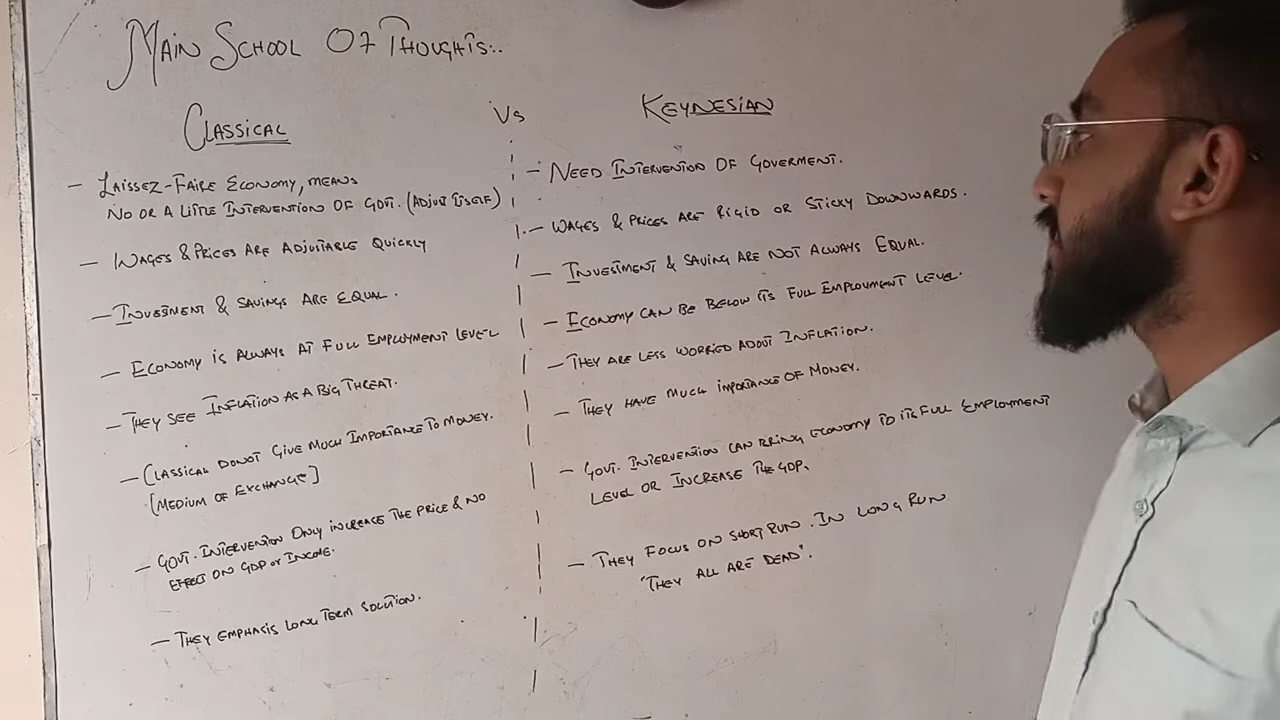 MAIN SCHOOL OF THOUGHTS...
CLASSICAL
Vs
KEYNESIAN
- LAISSEZ-FAIRE ECONOMY, MEANS
NO OR A LITTLE INTERVENTION OF GOVT. (ADJUST ITSELF)
- WAGES & PRICES ARE ADJUSTABLE QUICKLY
- INVESTMENT & SAVINGS ARE EQUAL.
- ECONOMY IS ALWAYS AT FULL EMPLOYMENT LEVEL
- THEY SEE INFLATION AS A BIG THREAT.
- CLASSICAL DONOT GIVE MUCH IMPORTANCE TO MONEY.
[MEDIUM OF EXCHANGE]
- GOVT. INTERVENTION ONLY INCREASE THE PRICE & NO
EFFECT ON GDP or INCOME.
- THEY EMPHASIS LONG TERM SOLUTION.
- NEED INTERVENTION OF GOVERMENT.
- WAGES & PRICES ARE RIGID OR STICKY DOWNWARDS.
- INVESTMENT & SAVING ARE NOT ALWAYS EQUAL.
- ECONOMY CAN BE BELOW ITS FULL EMPLOYMENT LEVEL.
- THEY ARE LESS WORRIED ABOUT INFLATION.
- THEY HAVE MUCH IMPORTANCE OF MONEY.
- GOVT. INTERVENTION CAN BRING ECONOMY TO ITS FULL EMPLOYMENT
LEVEL OR INCREASE THE GDP.
- THEY FOCUS ON SHORT RUN. IN LONG RUN
'THEY ALL ARE DEAD'.